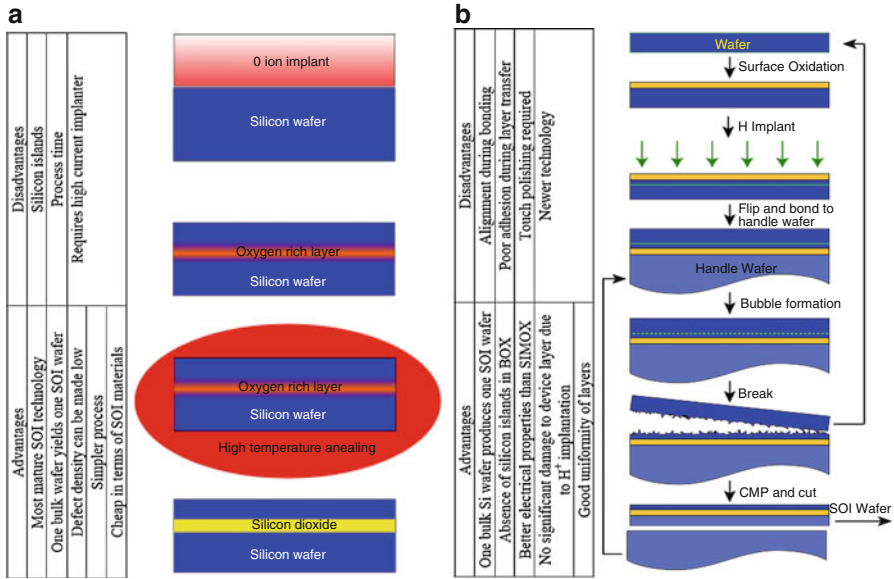 a
Disadvantages
Silicon islands
Process time
Requires high current implanter
Advantages
Most mature SOI technology
One bulk wafer yields one SOI wafer
Defect density can be made low
Simpler process
Cheap in terms of SOI materials
0 ion implant
Silicon wafer
Oxygen rich layer
Silicon wafer
Oxygen rich layer
Silicon wafer
High temperature anealing
Silicon dioxide
Silicon wafer
b
Disadvantages
Alignment during bonding
Poor adhesion during layer transfer
Touch polishing required
Newer technology
Advantages
One bulk Si wafer produces one SOI wafer
Absence of silicon islands in BOX
Better electrical properties than SIMOX
No significant damage to device layer due
to H⁺ implantation
Good uniformity of layers
Wafer
Surface Oxidation
H Implant
Flip and bond to
handle wafer
Handle Wafer
Bubble formation
Break
CMP and cut
SOI Wafer